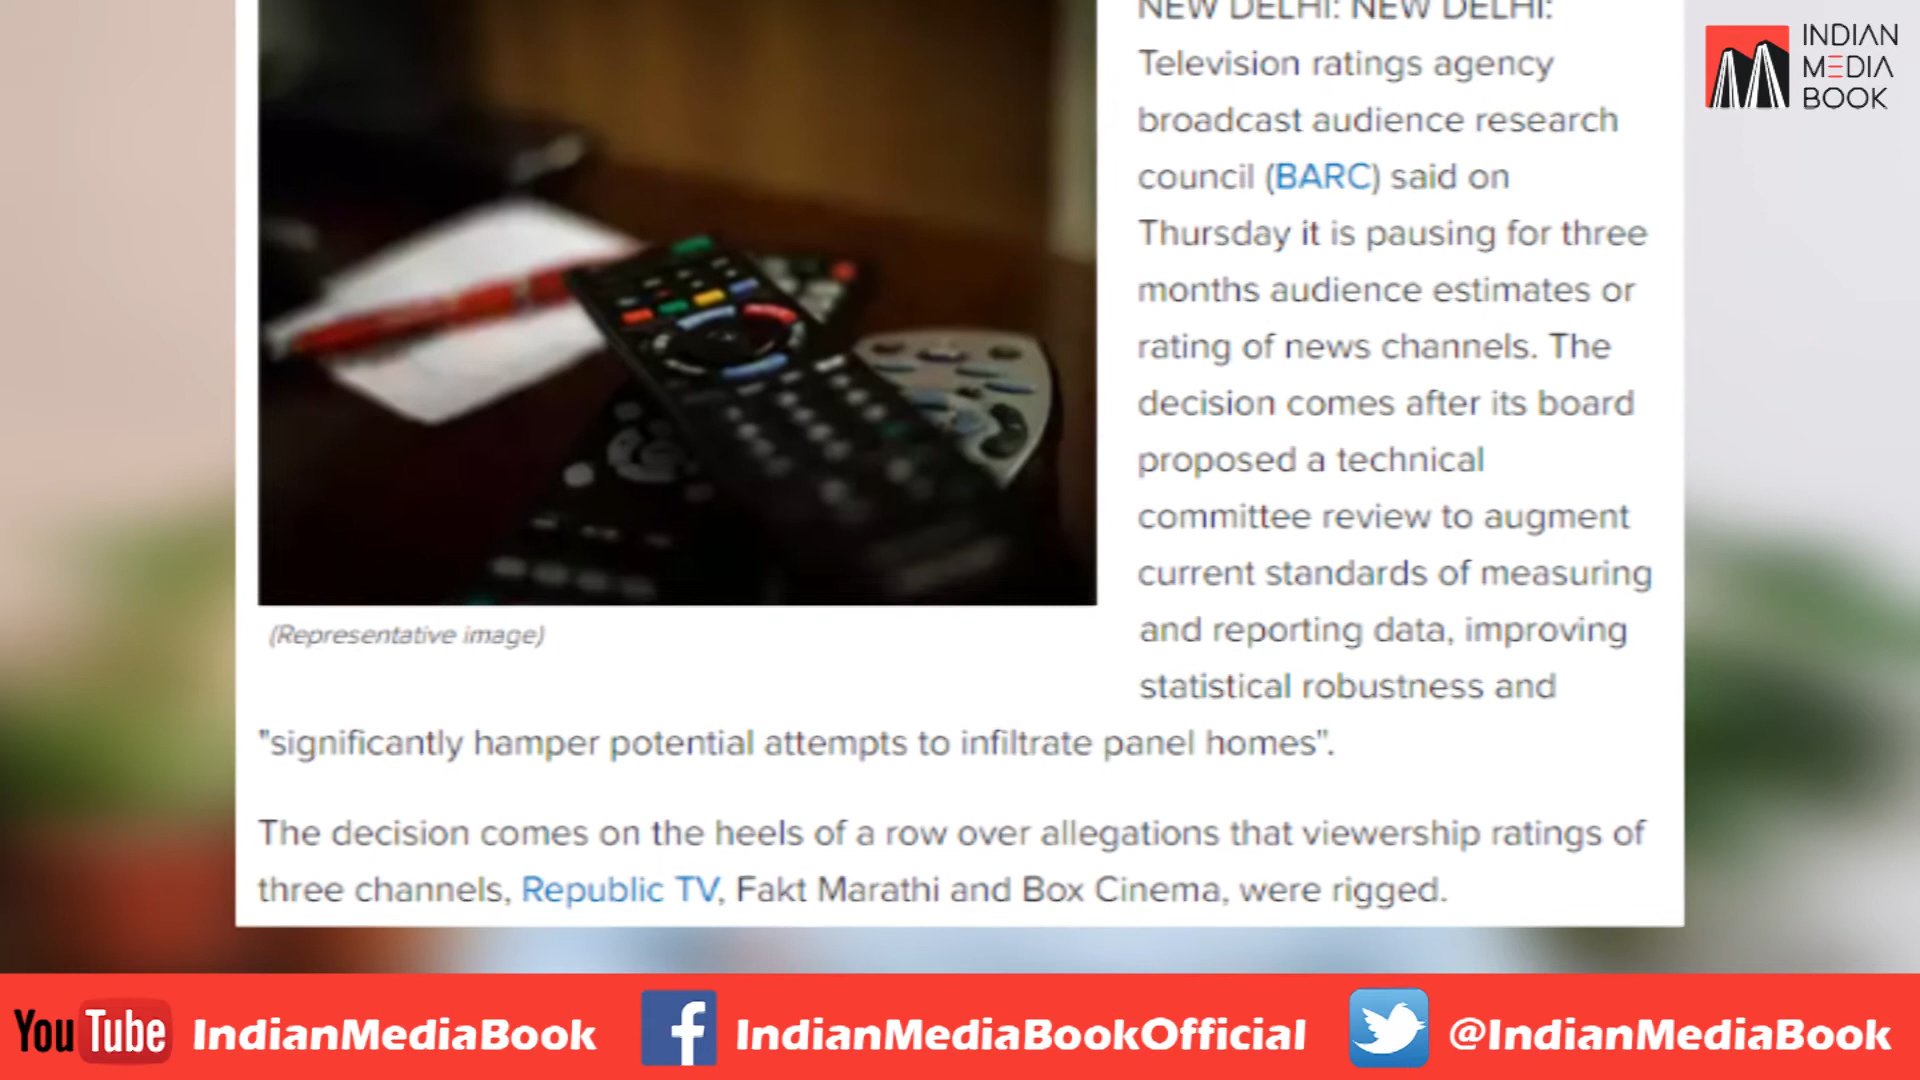 NEW DELHI: NEW DELHI:
Television ratings agency
broadcast audience research
council (BARC) said on
Thursday it is pausing for three
months audience estimates or
rating of news channels. The
decision comes after its board
proposed a technical
committee review to augment
current standards of measuring
and reporting data, improving
statistical robustness and
"significantly hamper potential attempts to infiltrate panel homes".
(Representative image)
The decision comes on the heels of a row over allegations that viewership ratings of
three channels, Republic TV, Fakt Marathi and Box Cinema, were rigged.
INDIAN
MEDIA
BOOK
YouTube IndianMediaBook f IndianMediaBookOfficial @IndianMediaBook